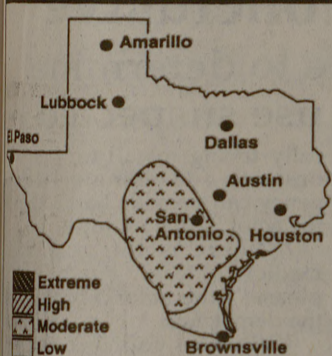 Amarillo
Lubbock
El Paso
Dallas
Austin
San
Antonio
Houston
Extreme
High
Moderate
Low
Brownsville